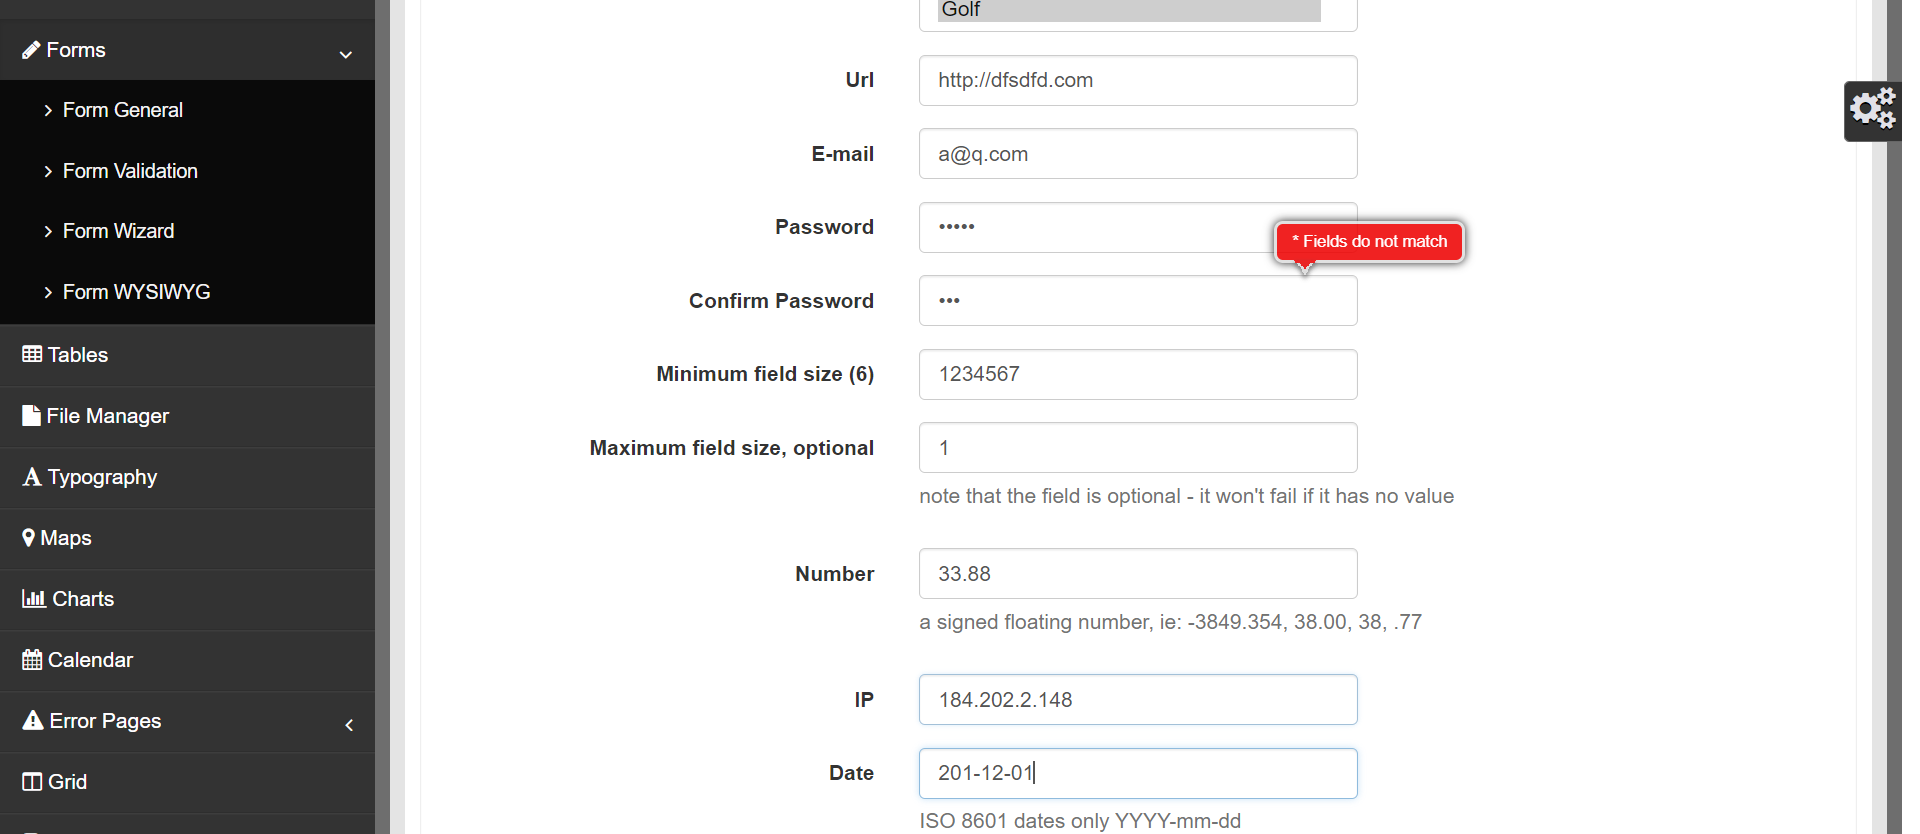 Forms
Form General
Form Validation
Form Wizard
Form WYSIWYG
Tables
File Manager
Typography
Maps
Charts
Calendar
Error Pages
Grid
Golf
Url
http://dfsdfd.com
E-mail
a@q.com
Password
•••••
* Fields do not match
Confirm Password
•••
Minimum field size (6)
1234567
Maximum field size, optional
1
note that the field is optional - it won't fail if it has no value
Number
33.88
a signed floating number, ie: -3849.354, 38.00, 38, .77
IP
184.202.2.148
Date
201-12-01
ISO 8601 dates only YYYY-mm-dd